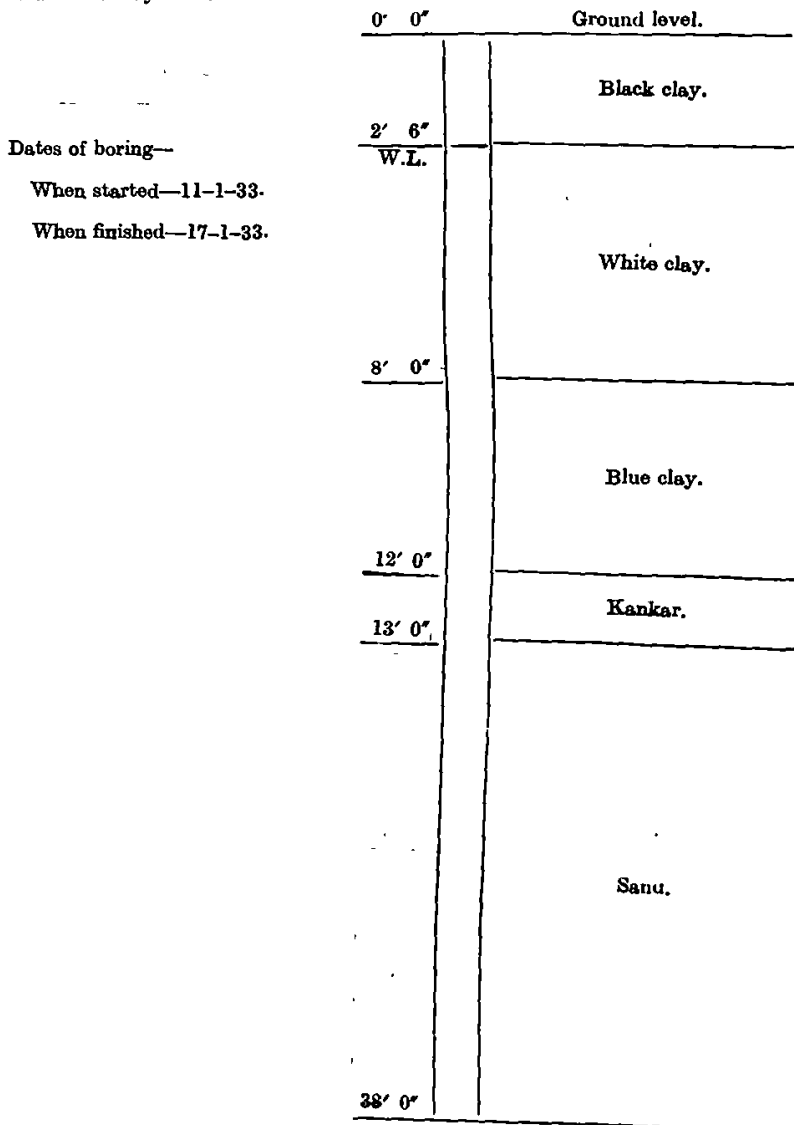 0' 0" Ground level.
Black clay.
2' 6"
W.L.
Dates of boring—
When started—11-1-33.
When finished—17-1-33.
White clay.
8' 0"
Blue clay.
12' 0"
Kankar.
13' 0"
Sand.
38' 0"